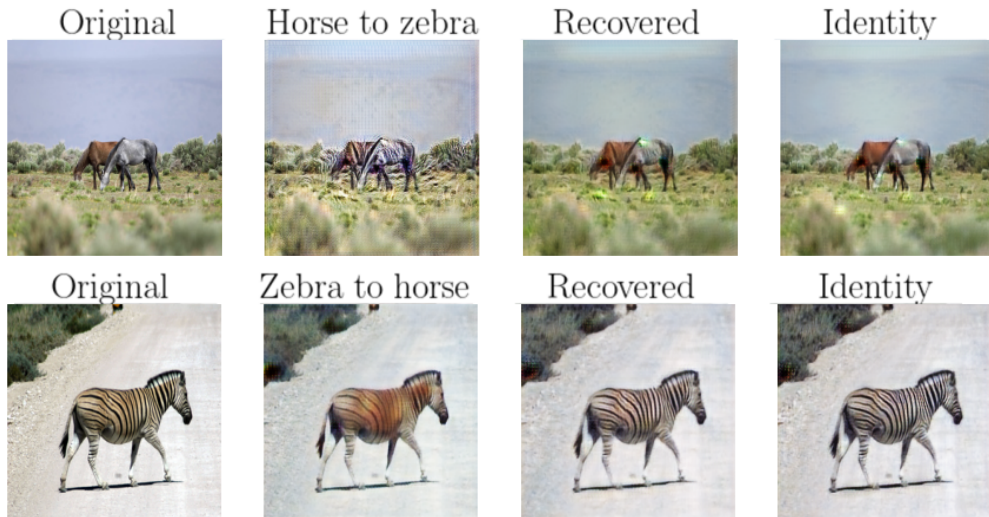 Original Horse to zebra Recovered Identity
Original Zebra to horse Recovered Identity